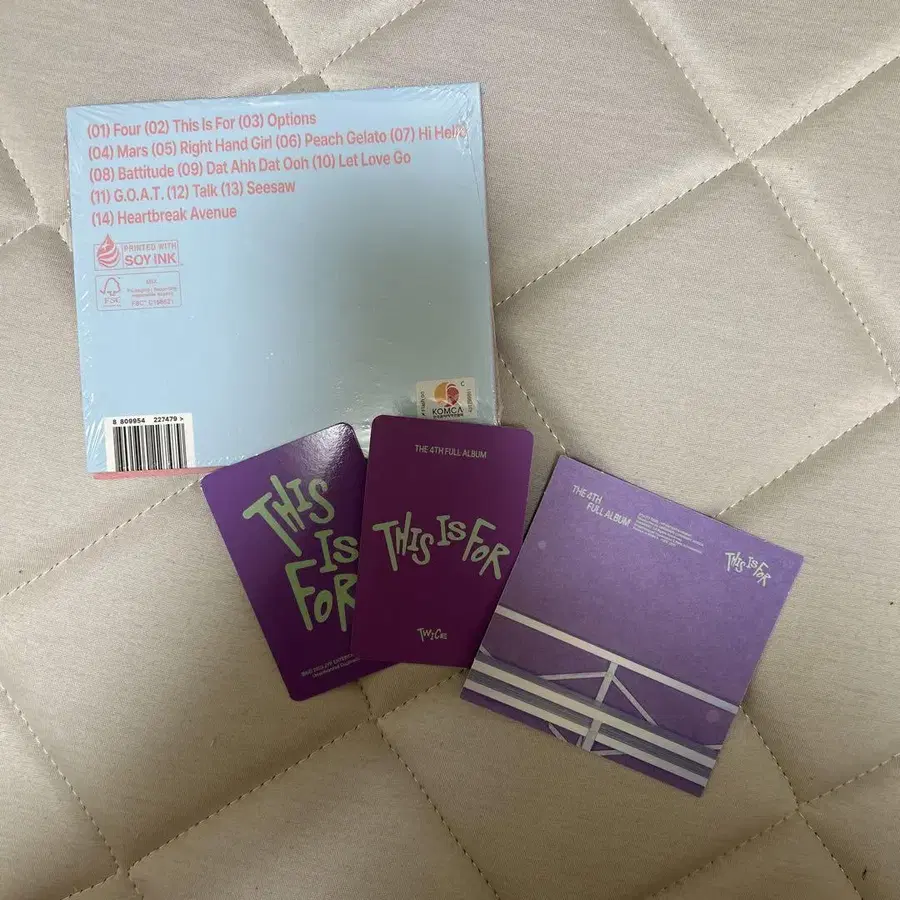 (01) Four (02) This Is For (03) Options
(04) Mars (05) Right Hand Girl (06) Peach Gelato (07) Hi Hello
(08) Battitude (09) Dat Ahh Dat Ooh (10) Let Love Go
(11) G.O.A.T. (12) Talk (13) Seesaw
(14) Heartbreak Avenue
PRINTED WITH
SOY INK
FSC
MIX
KOMCA
C
8 809954 227479 >
THIS
IS
FOR
THE 4TH FULL ALBUM
THIS IS FOR
TWICE
THE 4TH
FULL ALBUM
THIS IS FOR